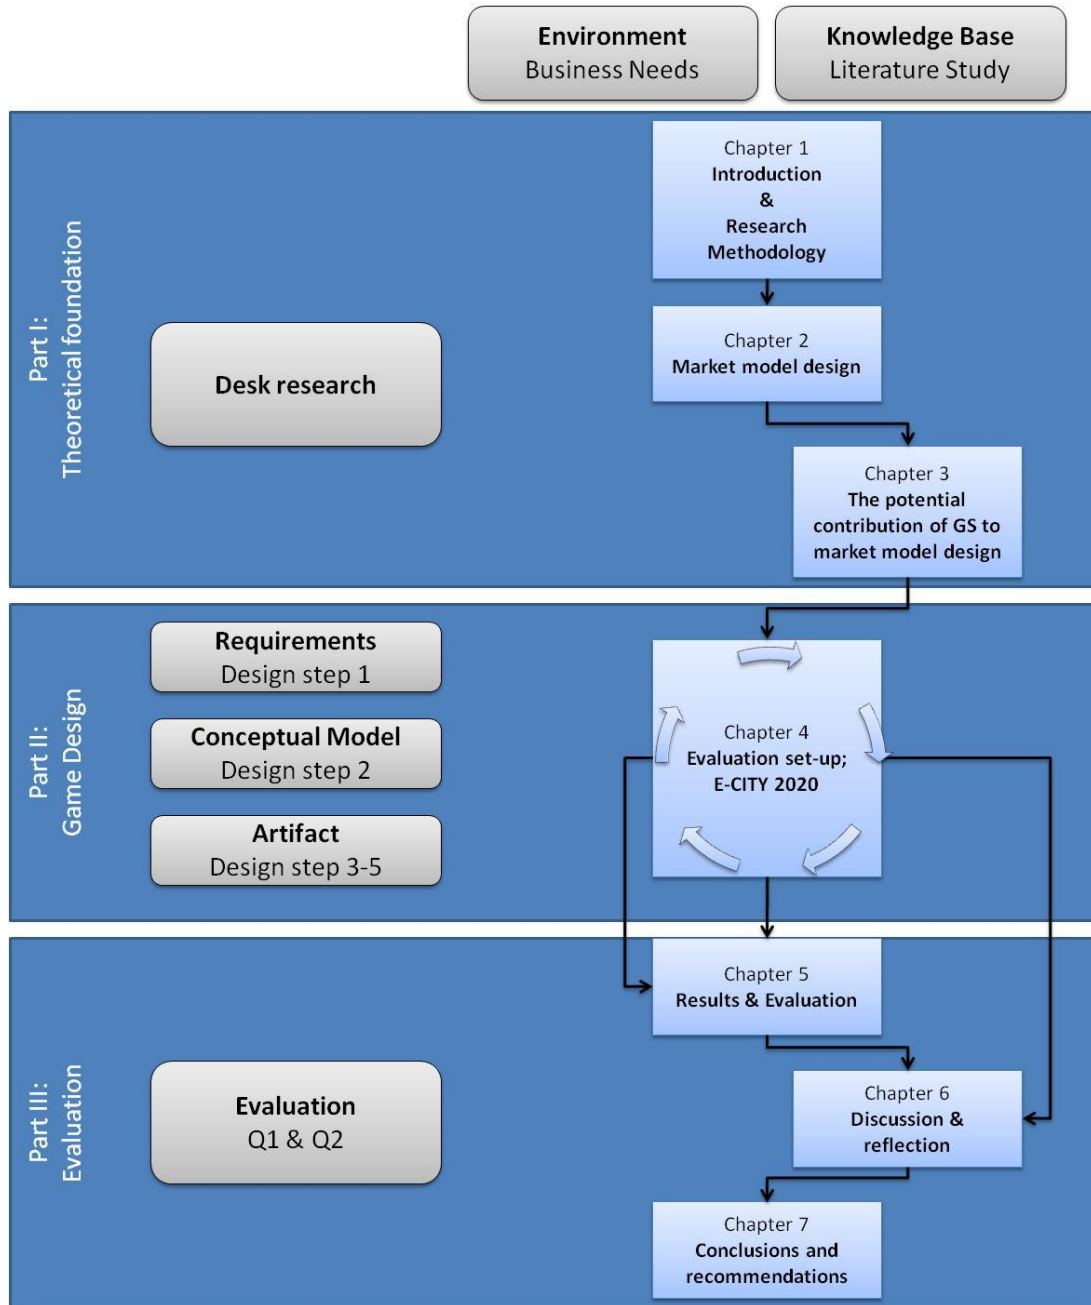 Environment
Business Needs
Knowledge Base
Literature Study
Part I:
Theoretical foundation
Desk research
Chapter 1
Introduction
&
Research
Methodology
Chapter 2
Market model design
Chapter 3
The potential
contribution of GS to
market model design
Part II:
Game Design
Requirements
Design step 1
Conceptual Model
Design step 2
Artifact
Design step 3-5
Chapter 4
Evaluation set-up;
E-CITY 2020
Part III:
Evaluation
Evaluation
Q1 & Q2
Chapter 5
Results & Evaluation
Chapter 6
Discussion &
reflection
Chapter 7
Conclusions and
recommendations